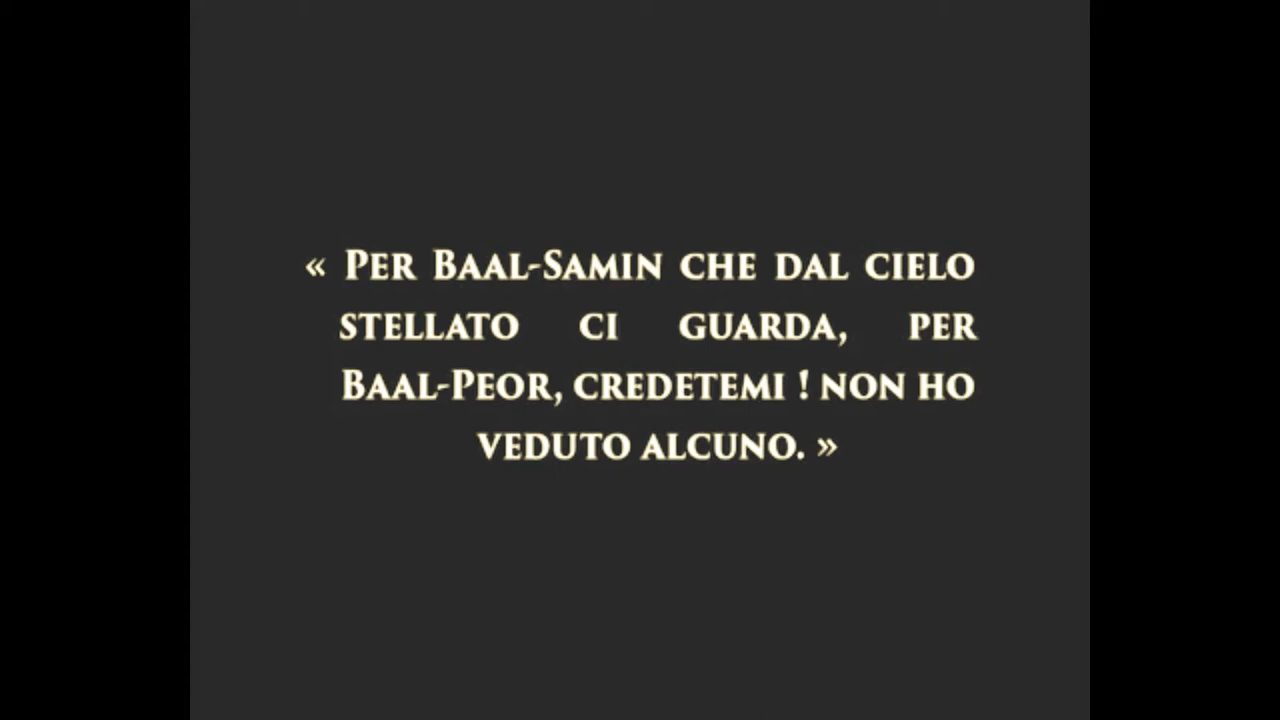 « Per Baal-Samin che dal cielo
stellato ci guarda, per
Baal-Peor, credetemi ! non ho
veduto alcuno. »